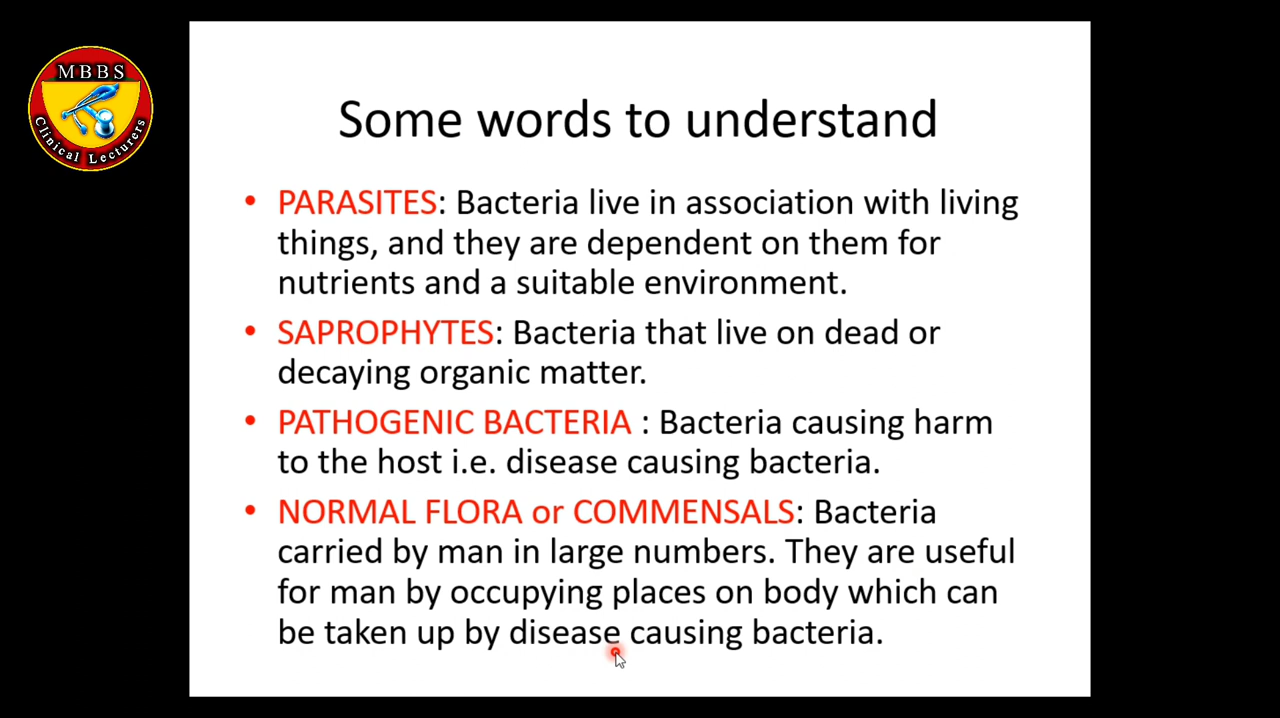 MBBS
Clinical Lecturers
Some words to understand
• PARASITES: Bacteria live in association with living
things, and they are dependent on them for
nutrients and a suitable environment.
• SAPROPHYTES: Bacteria that live on dead or
decaying organic matter.
• PATHOGENIC BACTERIA : Bacteria causing harm
to the host i.e. disease causing bacteria.
• NORMAL FLORA or COMMENSALS: Bacteria
carried by man in large numbers. They are useful
for man by occupying places on body which can
be taken up by disease causing bacteria.